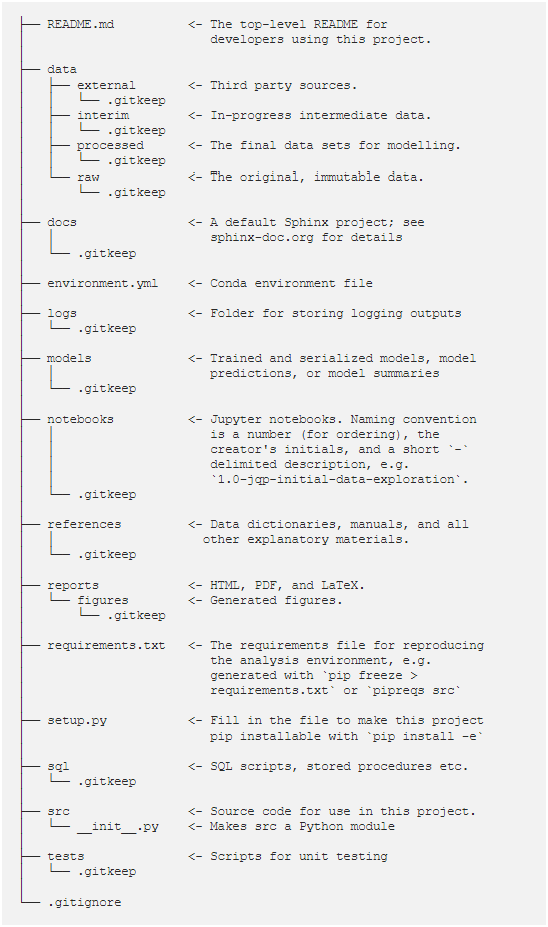 ├── README.md          <- The top-level README for
│                         developers using this project.
│
├── data
│   ├── external       <- Third party sources.
│   │   └── .gitkeep
│   ├── interim        <- In-progress intermediate data.
│   │   └── .gitkeep
│   ├── processed      <- The final data sets for modelling.
│   │   └── .gitkeep
│   └── raw            <- The original, immutable data.
│       └── .gitkeep
│
├── docs               <- A default Sphinx project; see
│   │                     sphinx-doc.org for details
│   └── .gitkeep
│
├── environment.yml    <- Conda environment file
│
├── logs               <- Folder for storing logging outputs
│   └── .gitkeep
│
├── models             <- Trained and serialized models, model
│   │                     predictions, or model summaries
│   └── .gitkeep
│
├── notebooks          <- Jupyter notebooks. Naming convention
│   │                     is a number (for ordering), the
│   │                     creator's initials, and a short `-`
│   │                     delimited description, e.g.
│   │                     `1.0-jqp-initial-data-exploration`.
│   └── .gitkeep
│
├── references         <- Data dictionaries, manuals, and all
│   │                    other explanatory materials.
│   └── .gitkeep
│
├── reports            <- HTML, PDF, and LaTeX.
│   └── figures        <- Generated figures.
│       └── .gitkeep
│
├── requirements.txt   <- The requirements file for reproducing
│                         the analysis environment, e.g.
│                         generated with `pip freeze >
│                         requirements.txt` or `pipreqs src`
│
├── setup.py           <- Fill in the file to make this project
│                         pip installable with `pip install -e`
│
├── sql                <- SQL scripts, stored procedures etc.
│   └── .gitkeep
│
├── src                <- Source code for use in this project.
│   └── __init__.py    <- Makes src a Python module
│
├── tests              <- Scripts for unit testing
│   └── .gitkeep
│
└── .gitignore